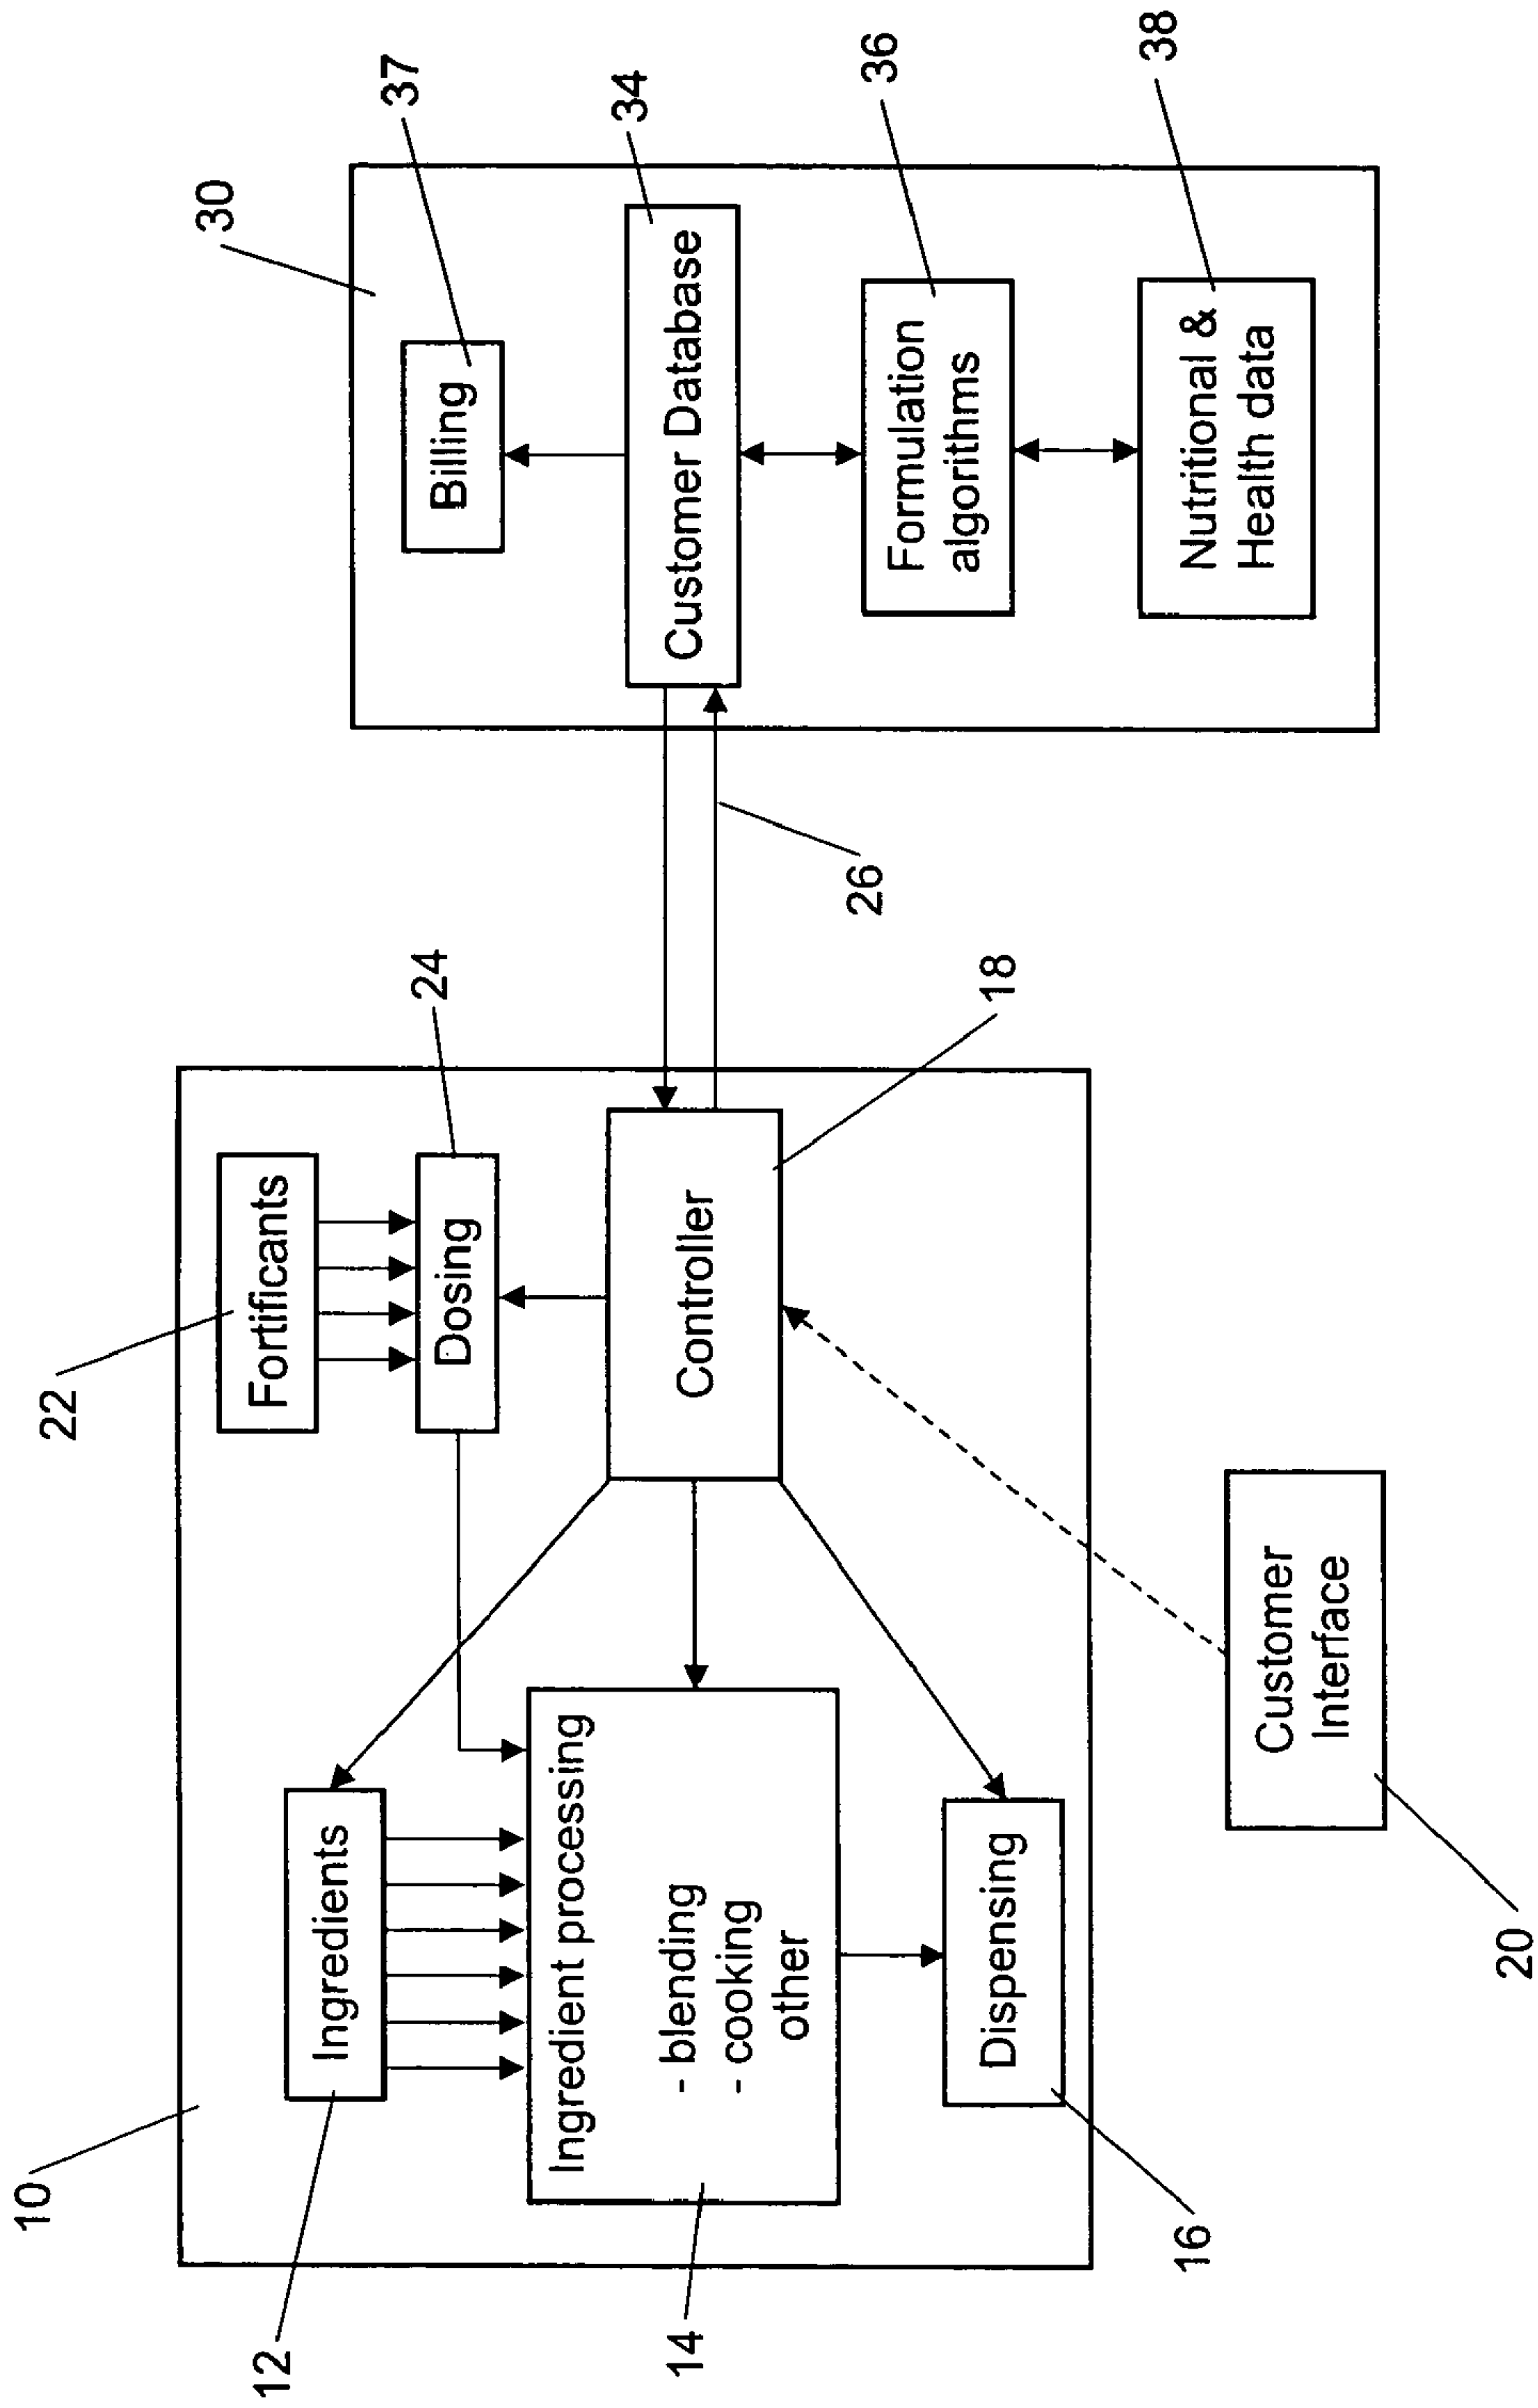 10
12
Ingredients
22
Fortificants
24
Dosing
Ingredient processing
- blending
- cooking
other
14
Controller
18
Dispensing
16
Customer
Interface
20
26
30
Billing
37
Customer Database
34
Formulation
algorithms
36
Nutritional &
Health data
38